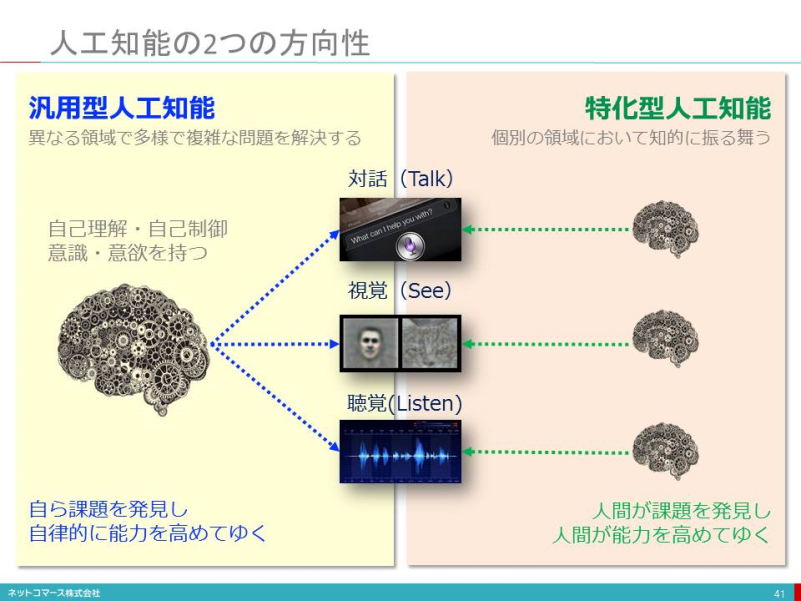 人工知能の2つの方向性
汎用型人工知能
異なる領域で多様で複雑な問題を解決する
特化型人工知能
個別の領域において知的に振る舞う
自己理解・自己制御
意識・意欲を持つ
対話（Talk）
What can I help you with?
視覚（See）
聴覚(Listen)
自ら課題を発見し
自律的に能力を高めてゆく
人間が課題を発見し
人間が能力を高めてゆく
ネットコマース株式会社
41